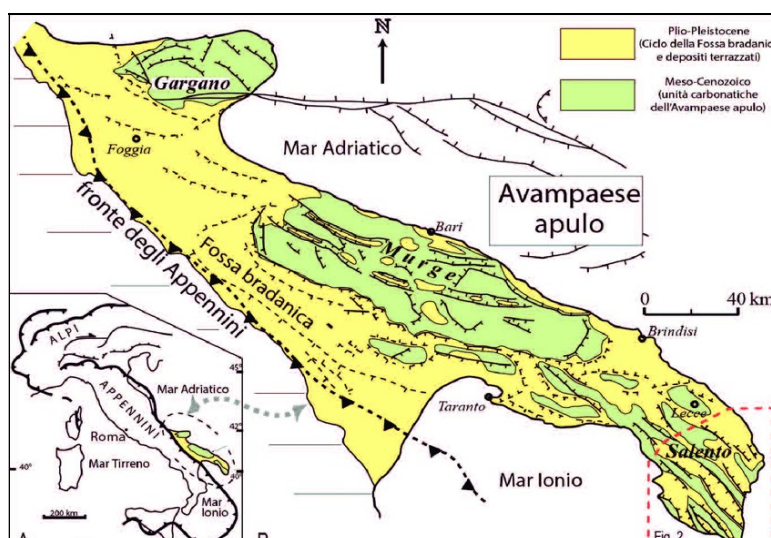 Plio-Pleistocene
(Ciclo della Fossa bradanica
e depositi terrazzati)
Meso-Cenozoico
(unità carbonatiche
dell'Avampaese apulo)
N
Gargano
Foggia
Mar Adriatico
Avampaese
apulo
Bari
Murge
fronte degli Appennini
Fossa bradanica
0 40 km
Brindisi
Taranto
Lecce
Salento
Mar Ionio
Fig. 2
ALPI
APPENNINI
45°
Mar Adriatico
42°
Roma
Mar Tirreno
40°
40°
Mar
Ionio
200 km
A
B